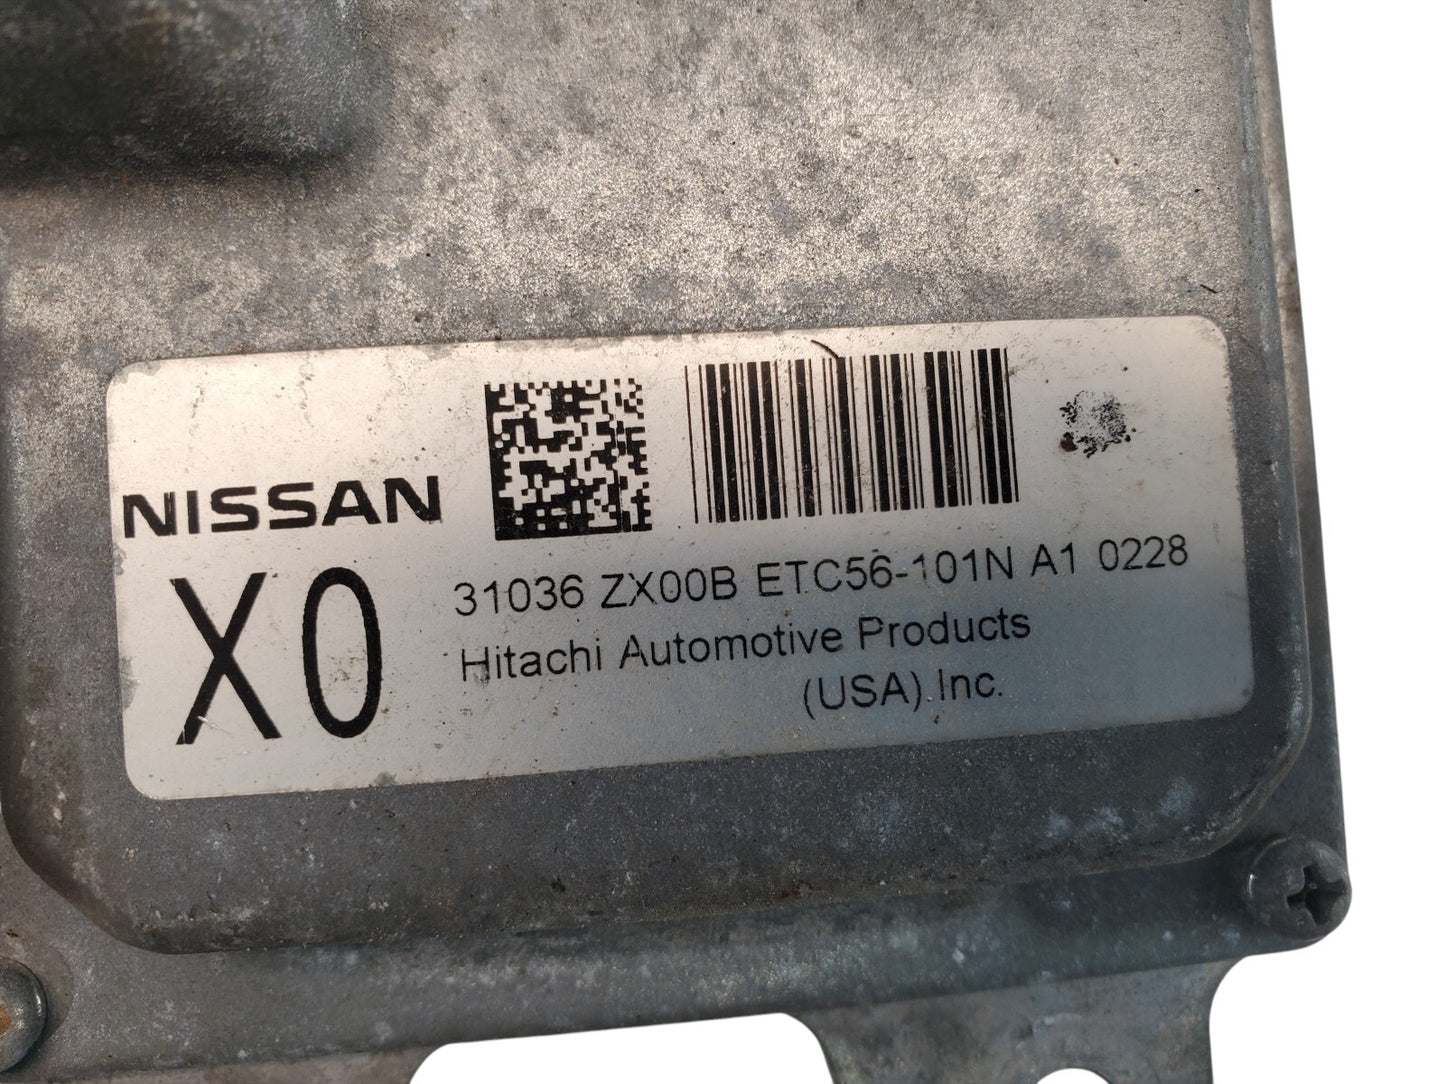 NISSAN
X0
31036 ZX00B ETC56-101N A1 0228
Hitachi Automotive Products
(USA) Inc.